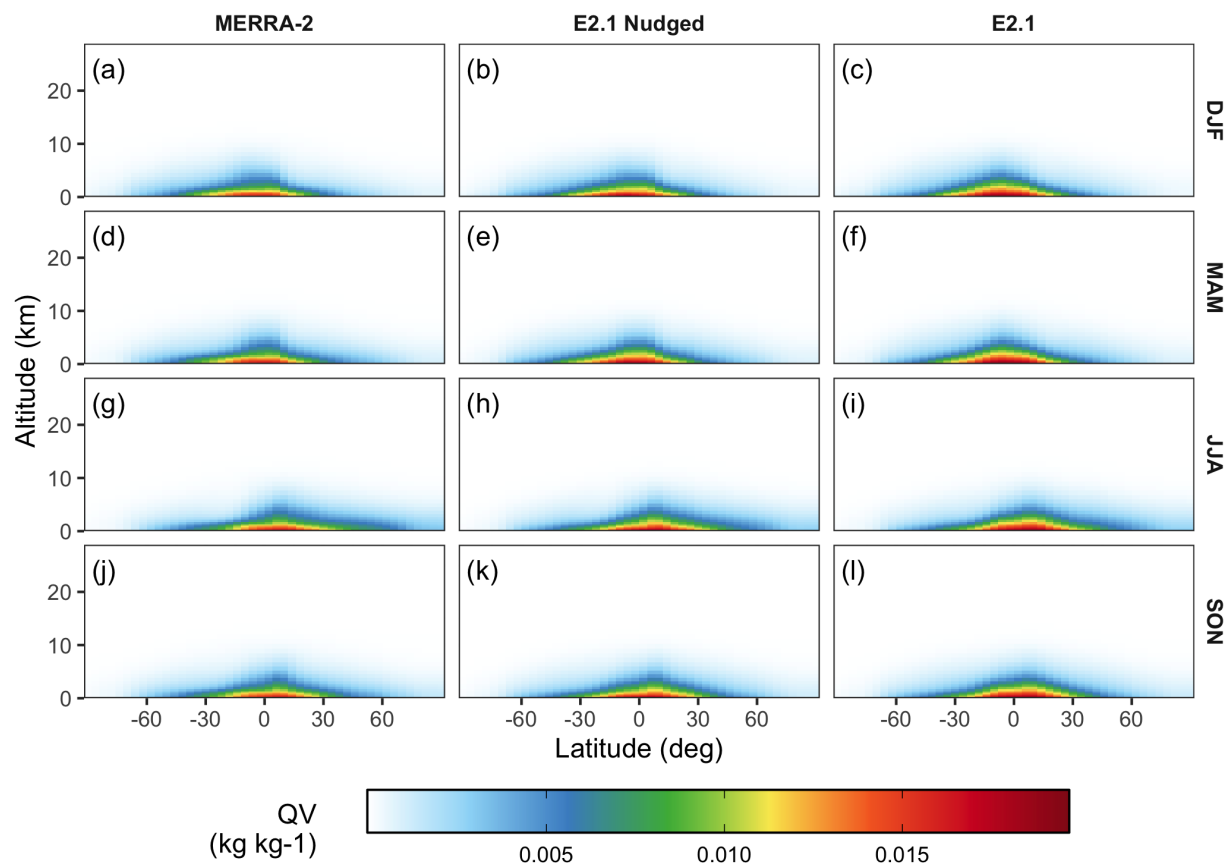 MERRA-2 E2.1 Nudged E2.1
(a) (b) (c)
20
10
0
DJF
(d) (e) (f)
20
10
0
MAM
(g) (h) (i)
20
10
0
JJA
(j) (k) (l)
20
10
0
SON
Altitude (km)
-60 -30 0 30 60 -60 -30 0 30 60 -60 -30 0 30 60
Latitude (deg)
QV
(kg kg-1)
0.005 0.010 0.015